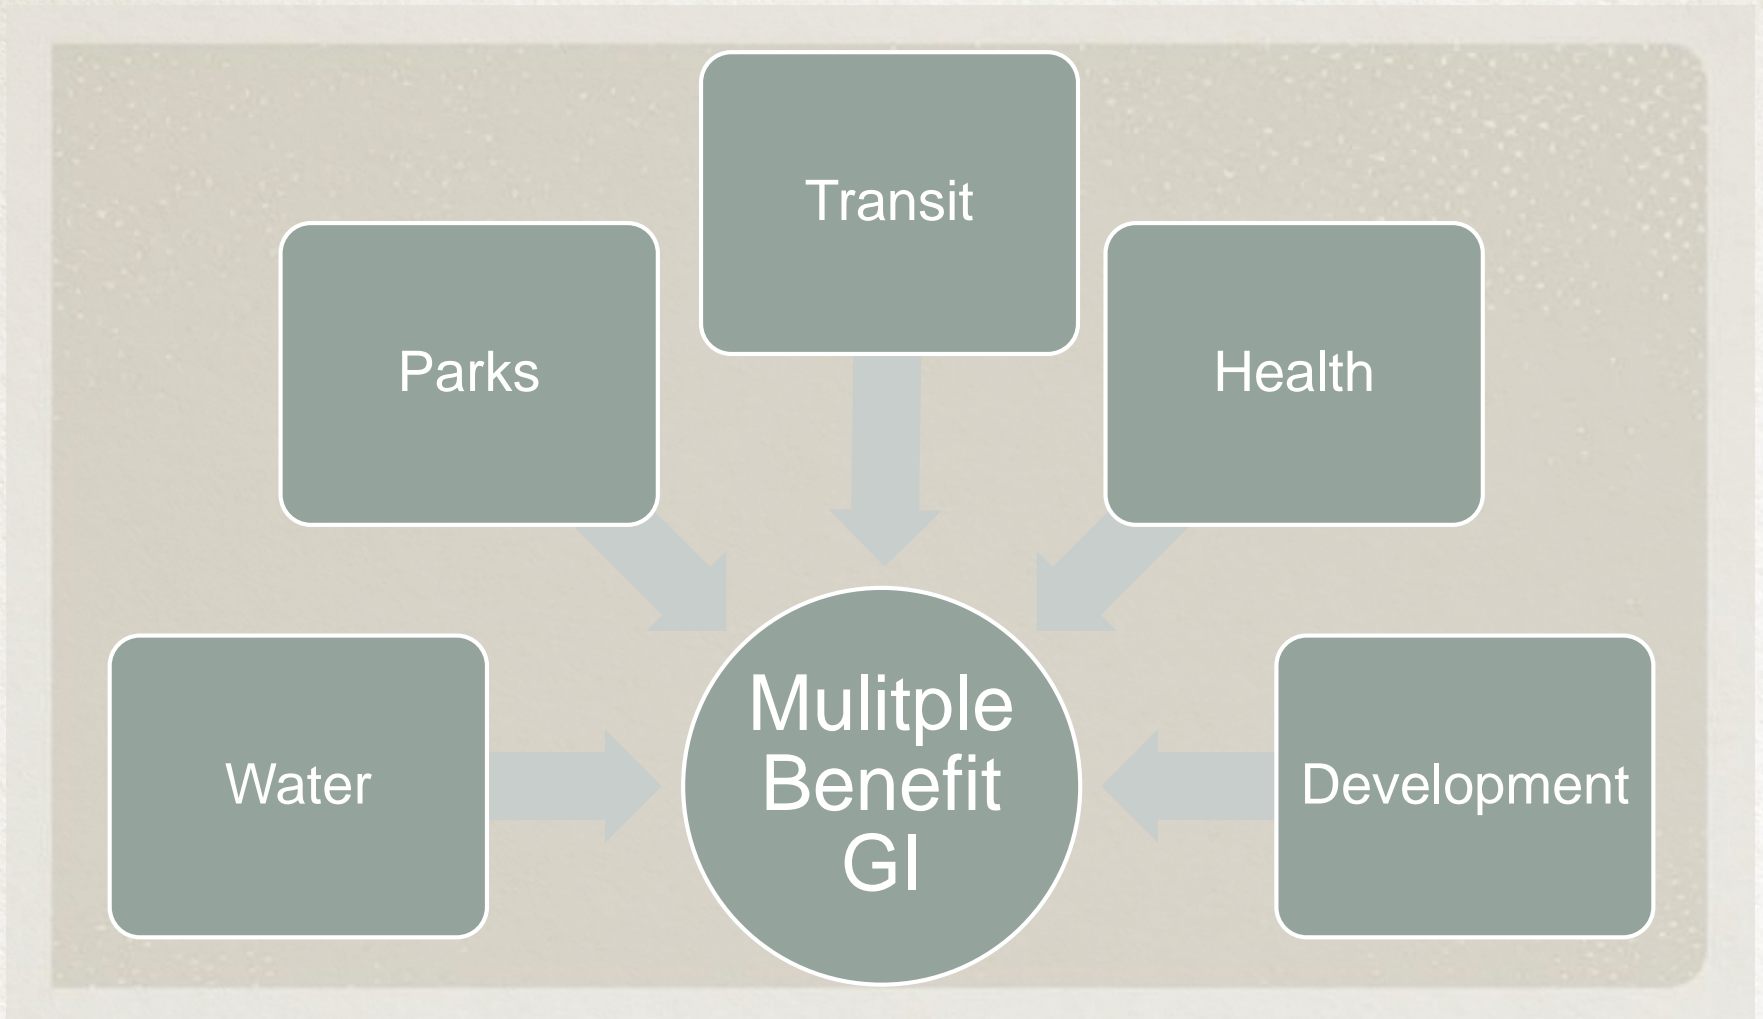 Transit
Parks
Health
Water
Mulitple
Benefit
GI
Development